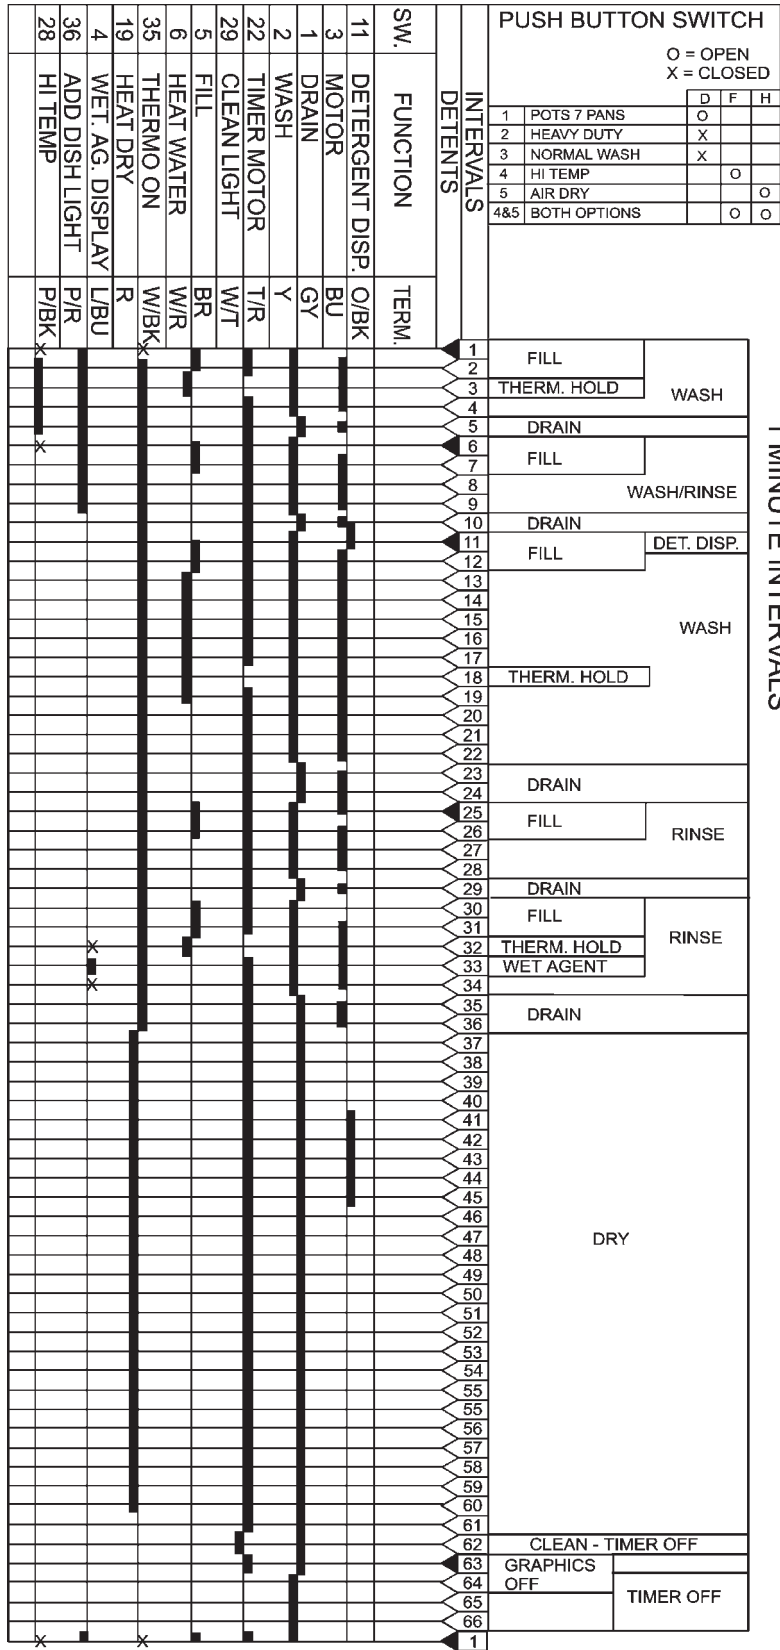 PUSH BUTTON SWITCH
O = OPEN
X = CLOSED
D F H
1 POTS 7 PANS O
2 HEAVY DUTY X
3 NORMAL WASH X
4 HI TEMP O
5 AIR DRY O
4&5 BOTH OPTIONS O O
INTERVALS
DETENTS
SW. FUNCTION TERM.
11 DETERGENT DISP. O/BK
3 MOTOR BU
1 DRAIN GY
2 WASH Y
22 TIMER MOTOR T/R
29 CLEAN LIGHT W/T
5 FILL BR
6 HEAT WATER W/R
35 THERMO ON W/BK
19 HEAT DRY R
4 WET. AG. DISPLAY L/BU
36 ADD DISH LIGHT P/R
28 HI TEMP P/BK
MINUTE INTERVALS
X X 1
FILL
2
3 THERM. HOLD
WASH
4
5 DRAIN
X 6
FILL
7
8
WASH/RINSE
9
10 DRAIN
11 DET. DISP.
FILL
12
13
14
15
WASH
16
17
18 THERM. HOLD
19
20
21
22
23
DRAIN
24
25
FILL
26
RINSE
27
28
29 DRAIN
30
FILL
31
RINSE
X 32 THERM. HOLD
33 WET AGENT
X 34
35
DRAIN
36
37
38
39
40
41
42
43
44
45
46
47
DRY
48
49
50
51
52
53
54
55
55
56
57
58
59
60
61
62 CLEAN - TIMER OFF
63 GRAPHICS
64 OFF
TIMER OFF
65
66
X X 1